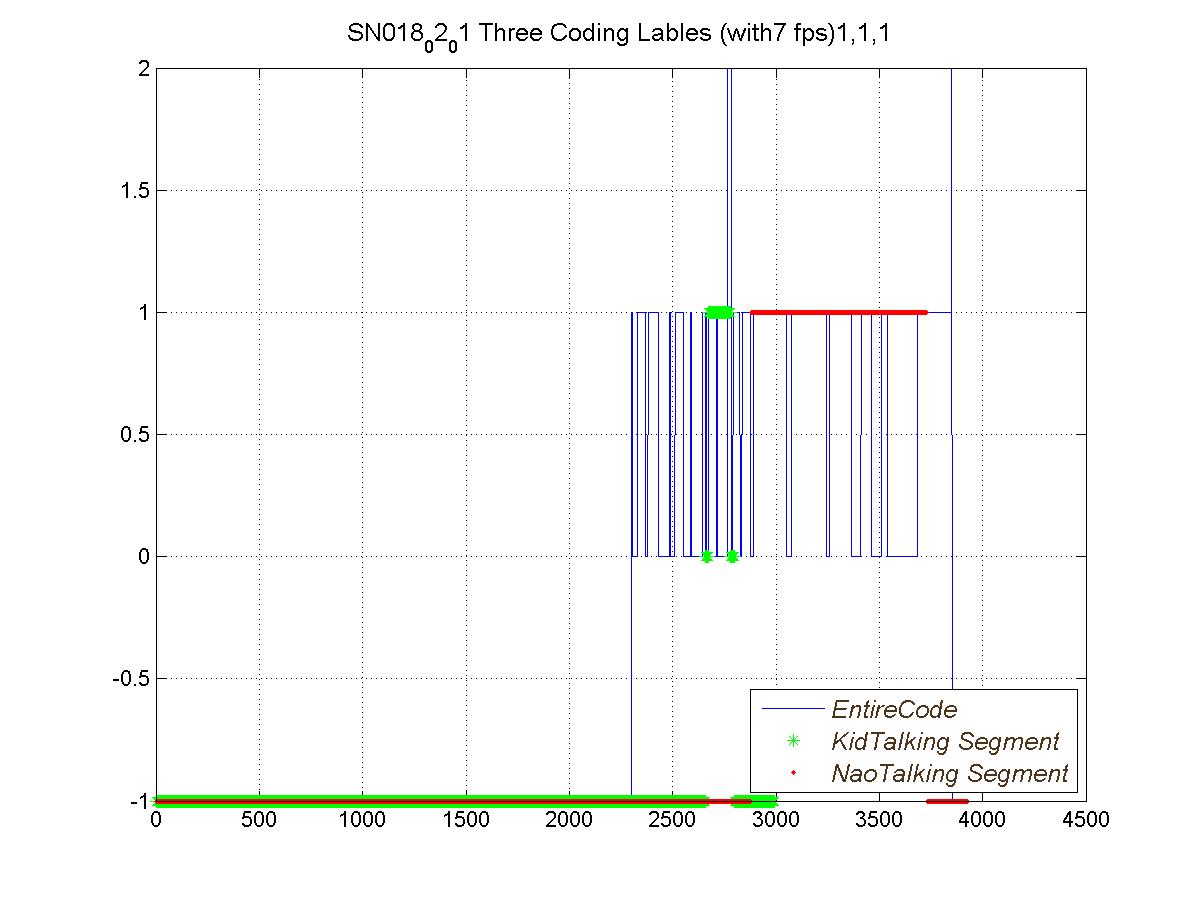 SN018₀2₀1 Three Coding Lables (with7 fps)1,1,1
2
1.5
1
0.5
0
-0.5
-1
0 500 1000 1500 2000 2500 3000 3500 4000 4500
EntireCode
KidTalking Segment
NaoTalking Segment